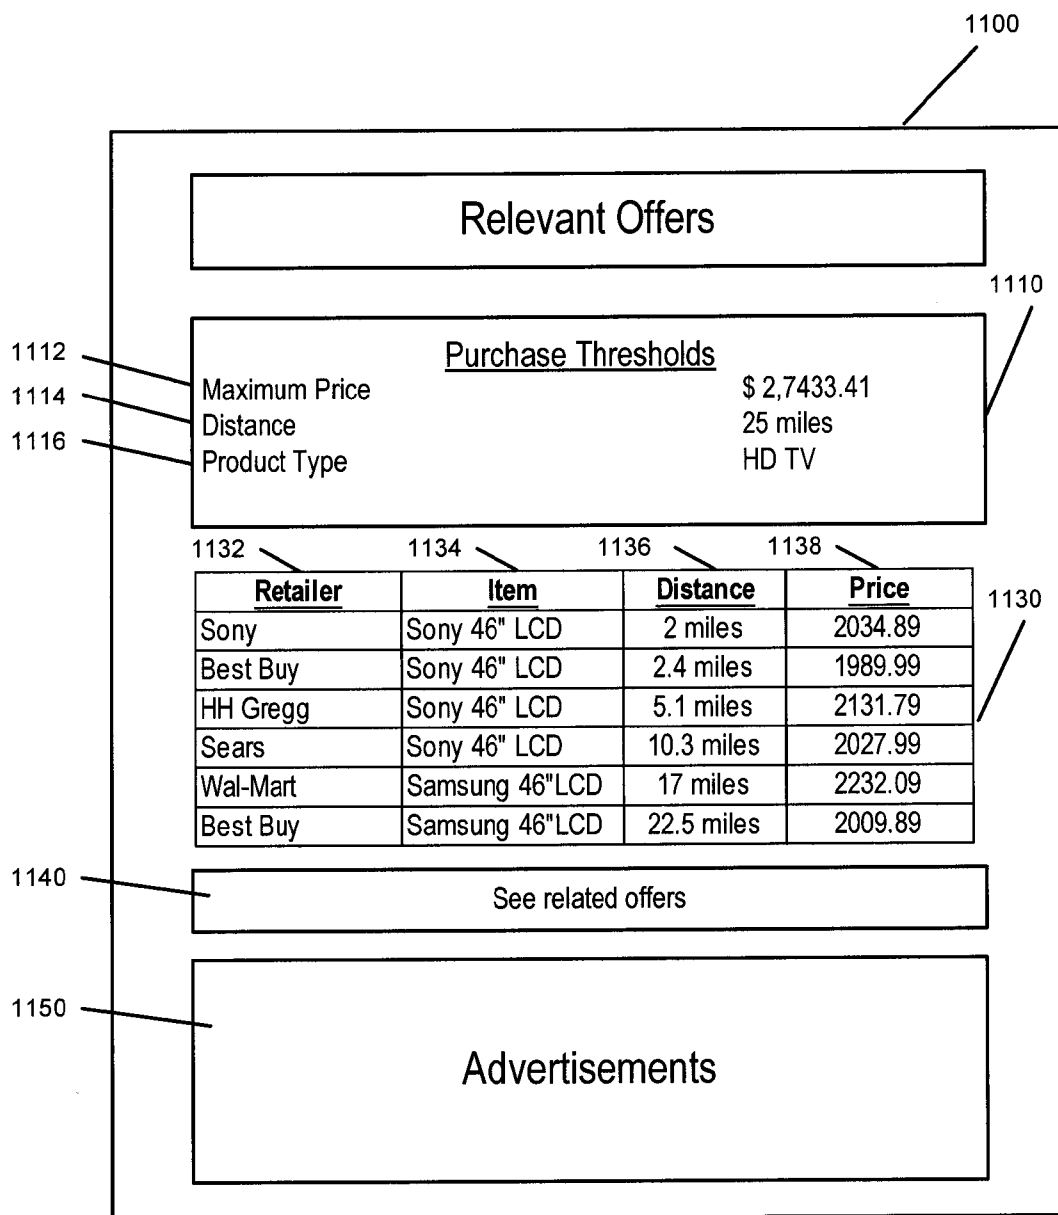 1100
Relevant Offers
1110
Purchase Thresholds
1112
Maximum Price $ 2,7433.41
1114
Distance 25 miles
1116
Product Type HD TV
1132 1134 1136 1138
Retailer Item Distance Price
1130
Sony Sony 46" LCD 2 miles 2034.89
Best Buy Sony 46" LCD 2.4 miles 1989.99
HH Gregg Sony 46" LCD 5.1 miles 2131.79
Sears Sony 46" LCD 10.3 miles 2027.99
Wal-Mart Samsung 46"LCD 17 miles 2232.09
Best Buy Samsung 46"LCD 22.5 miles 2009.89
1140
See related offers
1150
Advertisements